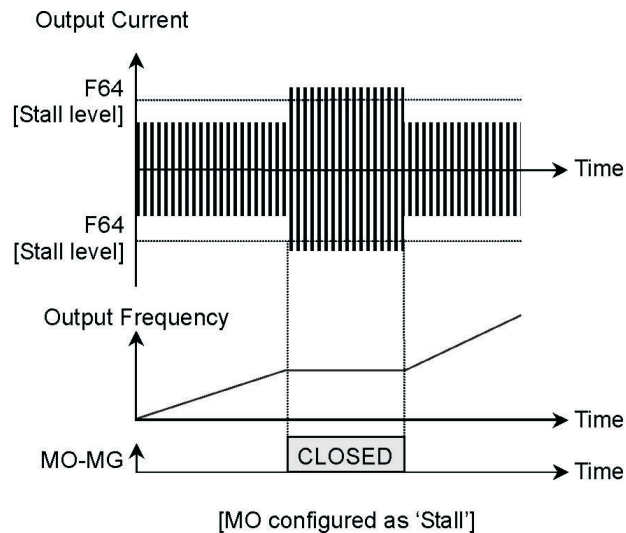 Output Current
F64
[Stall level]
Time
F64
[Stall level]
Output Frequency
Time
MO-MG
CLOSED
Time
[MO configured as ‘Stall’]